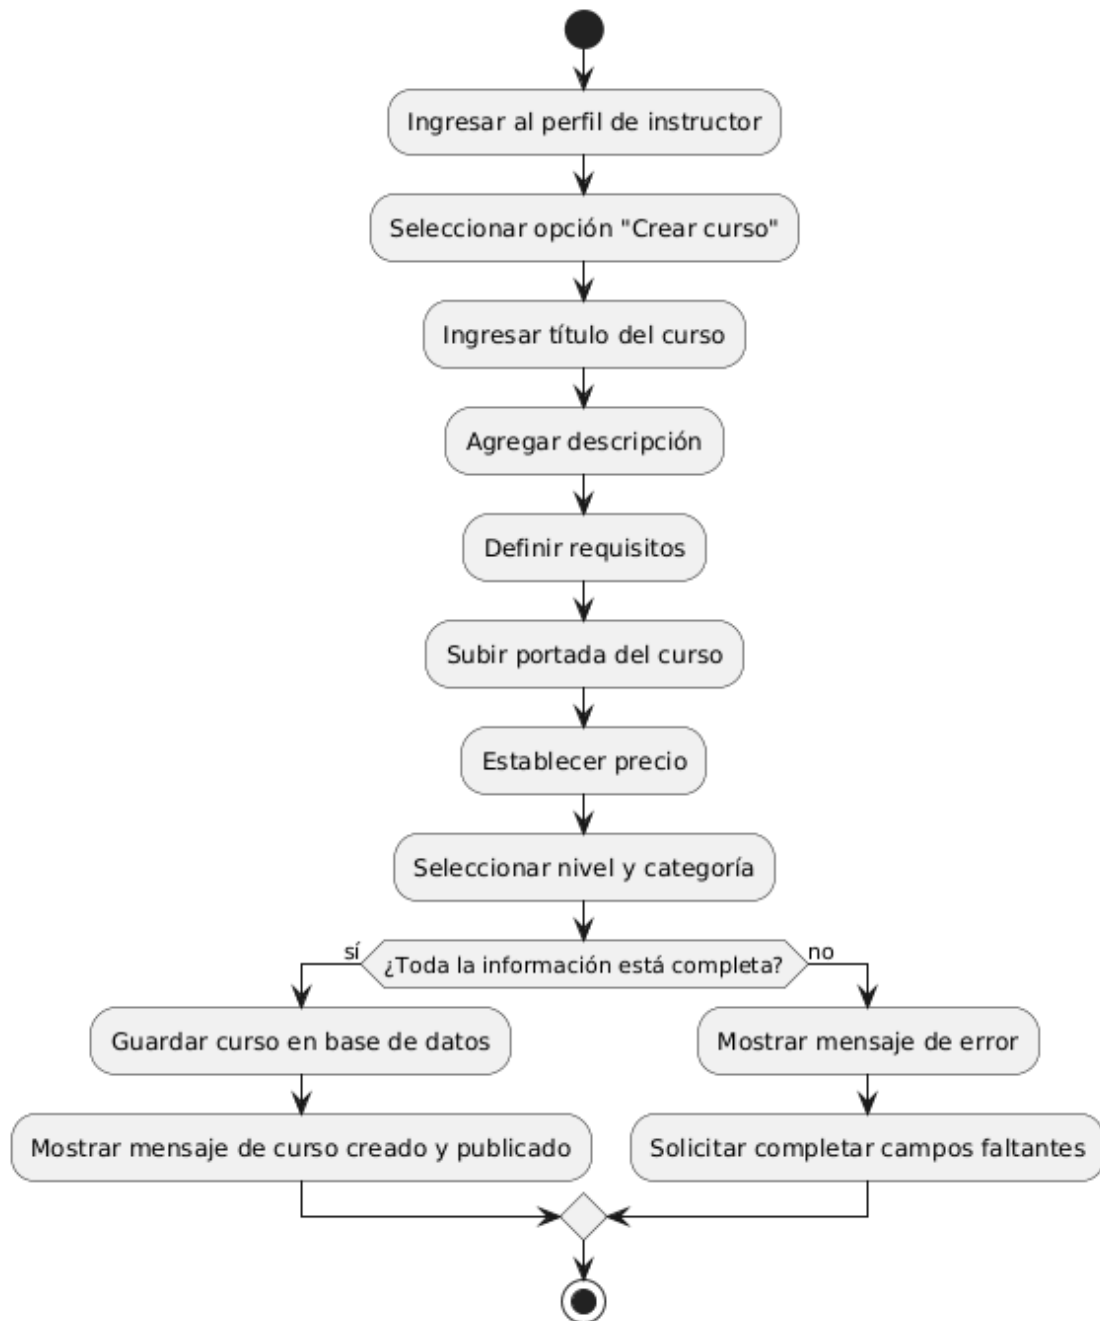 Ingresar al perfil de instructor
Seleccionar opción "Crear curso"
Ingresar título del curso
Agregar descripción
Definir requisitos
Subir portada del curso
Establecer precio
Seleccionar nivel y categoría
sí
¿Toda la información está completa?
no
Guardar curso en base de datos
Mostrar mensaje de error
Mostrar mensaje de curso creado y publicado
Solicitar completar campos faltantes